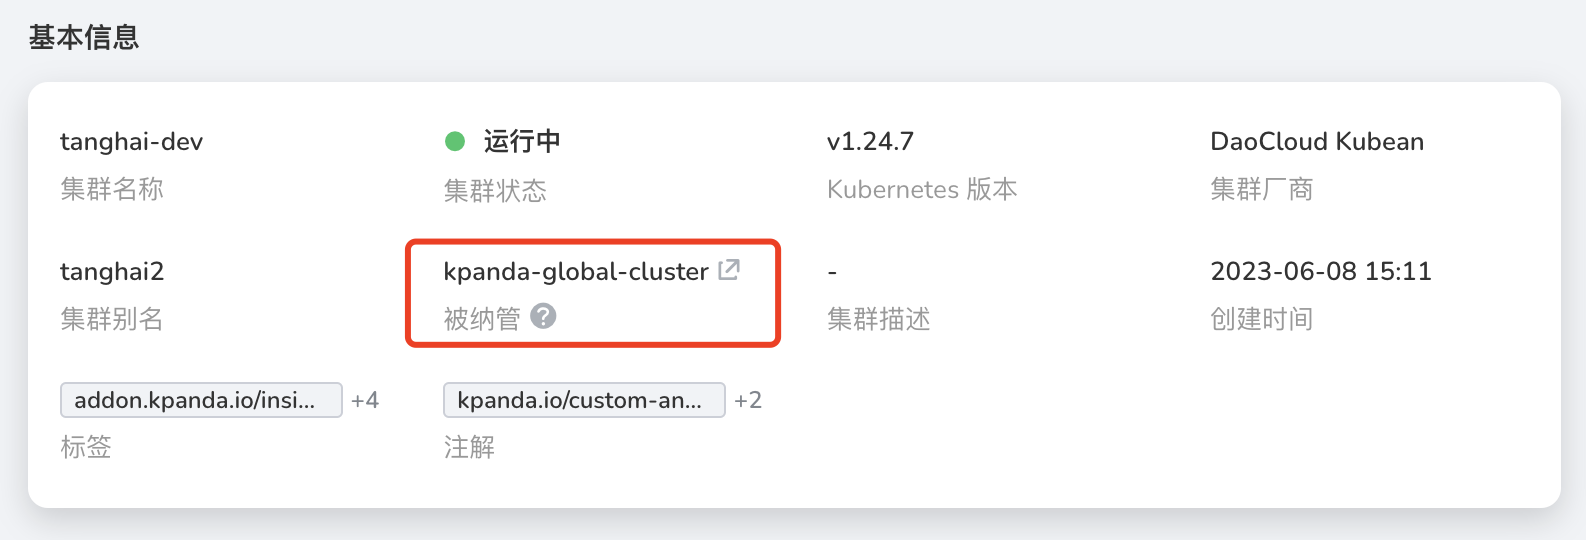 基本信息
tanghai-dev
集群名称
运行中
集群状态
v1.24.7
Kubernetes 版本
DaoCloud Kubean
集群厂商
tanghai2
集群别名
kpanda-global-cluster
被纳管 ?
-
集群描述
2023-06-08 15:11
创建时间
addon.kpanda.io/insi... +4
标签
kpanda.io/custom-an... +2
注解